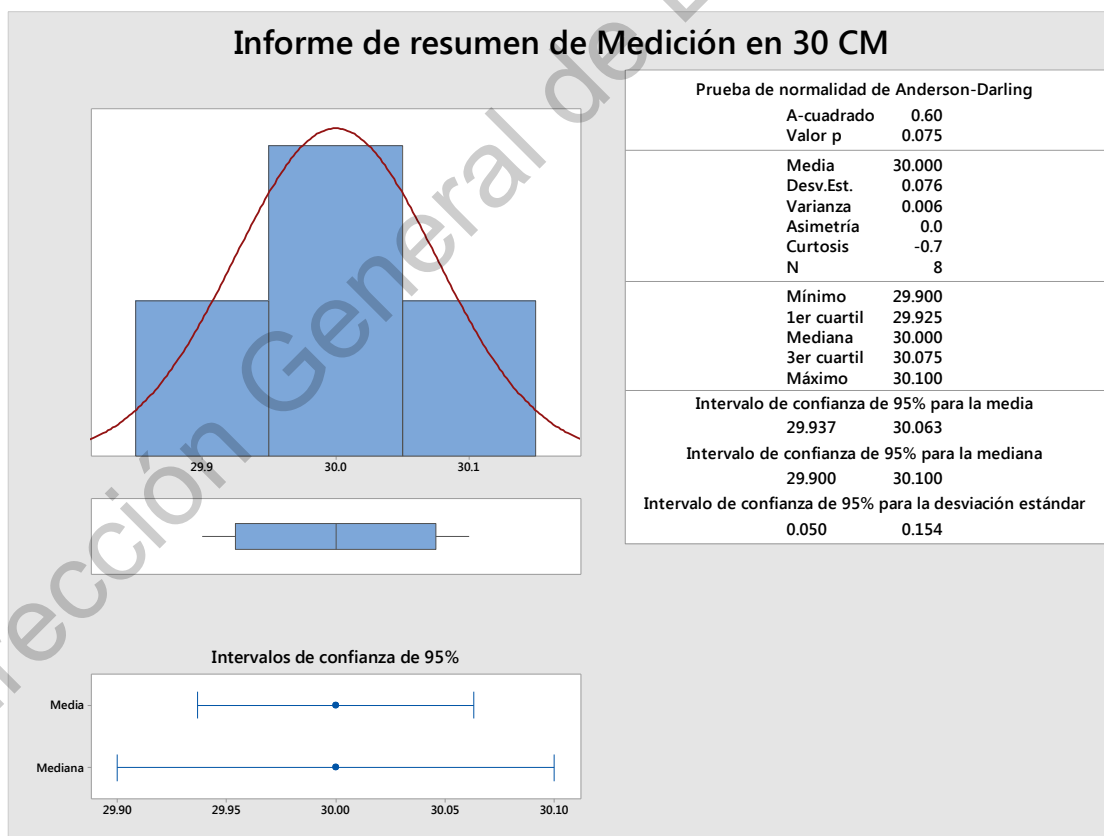 Informe de resumen de Medición en 30 CM
29.9 30.0 30.1
Intervalos de confianza de 95%
Media
Mediana
29.90 29.95 30.00 30.05 30.10
Prueba de normalidad de Anderson-Darling
A-cuadrado 0.60
Valor p 0.075
Media 30.000
Desv.Est. 0.076
Varianza 0.006
Asimetría 0.0
Curtosis -0.7
N 8
Mínimo 29.900
1er cuartil 29.925
Mediana 30.000
3er cuartil 30.075
Máximo 30.100
Intervalo de confianza de 95% para la media
29.937 30.063
Intervalo de confianza de 95% para la mediana
29.900 30.100
Intervalo de confianza de 95% para la desviación estándar
0.050 0.154
rección General de